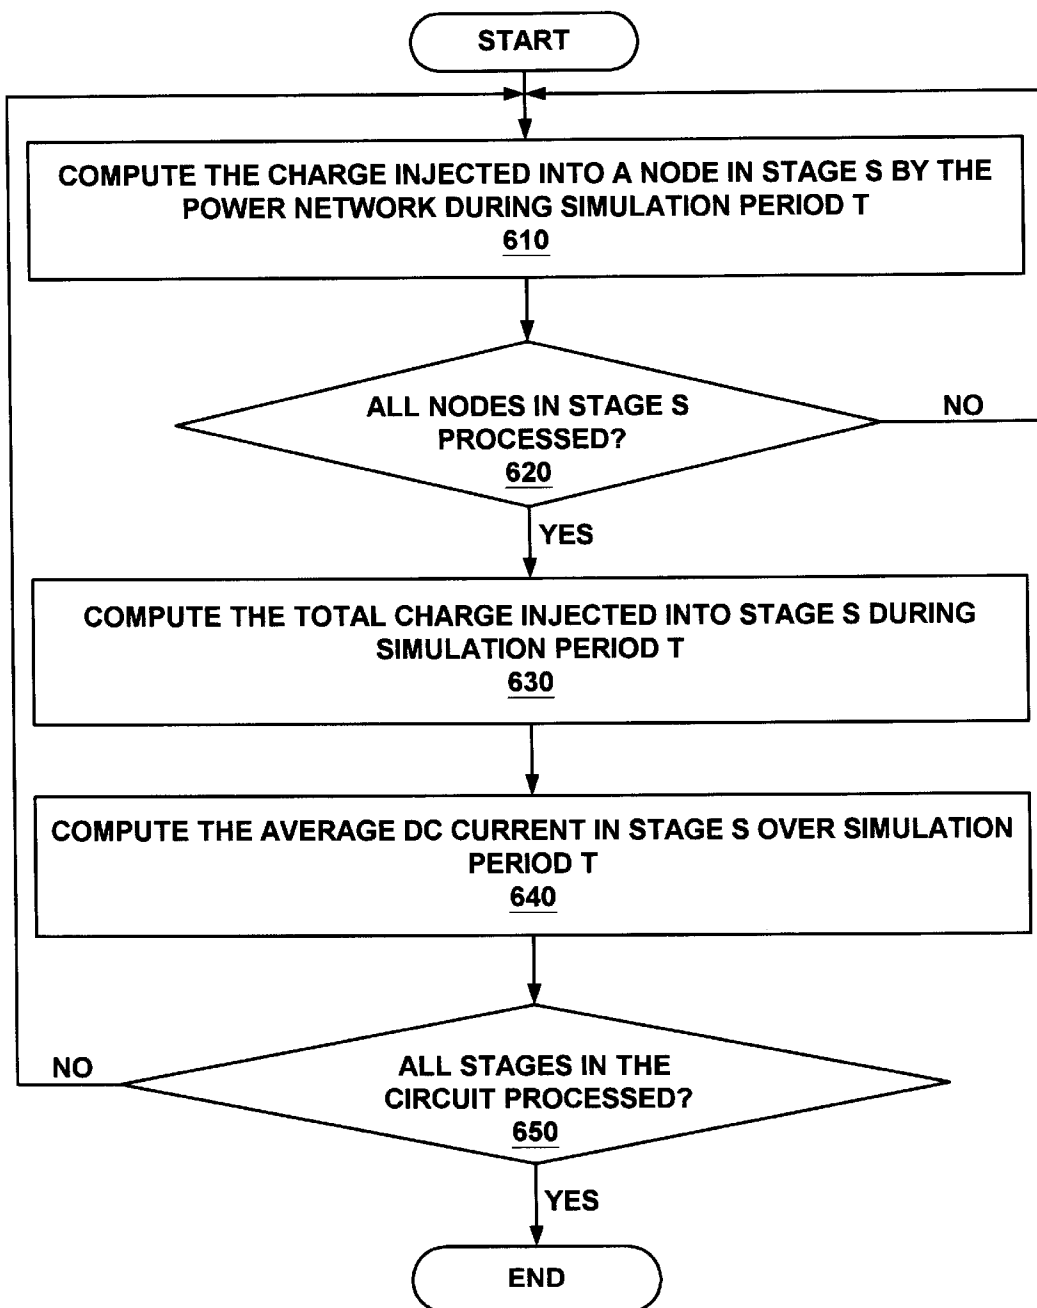 START
COMPUTE THE CHARGE INJECTED INTO A NODE IN STAGE S BY THE
POWER NETWORK DURING SIMULATION PERIOD T
610
ALL NODES IN STAGE S
PROCESSED?
620
NO
YES
COMPUTE THE TOTAL CHARGE INJECTED INTO STAGE S DURING
SIMULATION PERIOD T
630
COMPUTE THE AVERAGE DC CURRENT IN STAGE S OVER SIMULATION
PERIOD T
640
NO
ALL STAGES IN THE
CIRCUIT PROCESSED?
650
YES
END